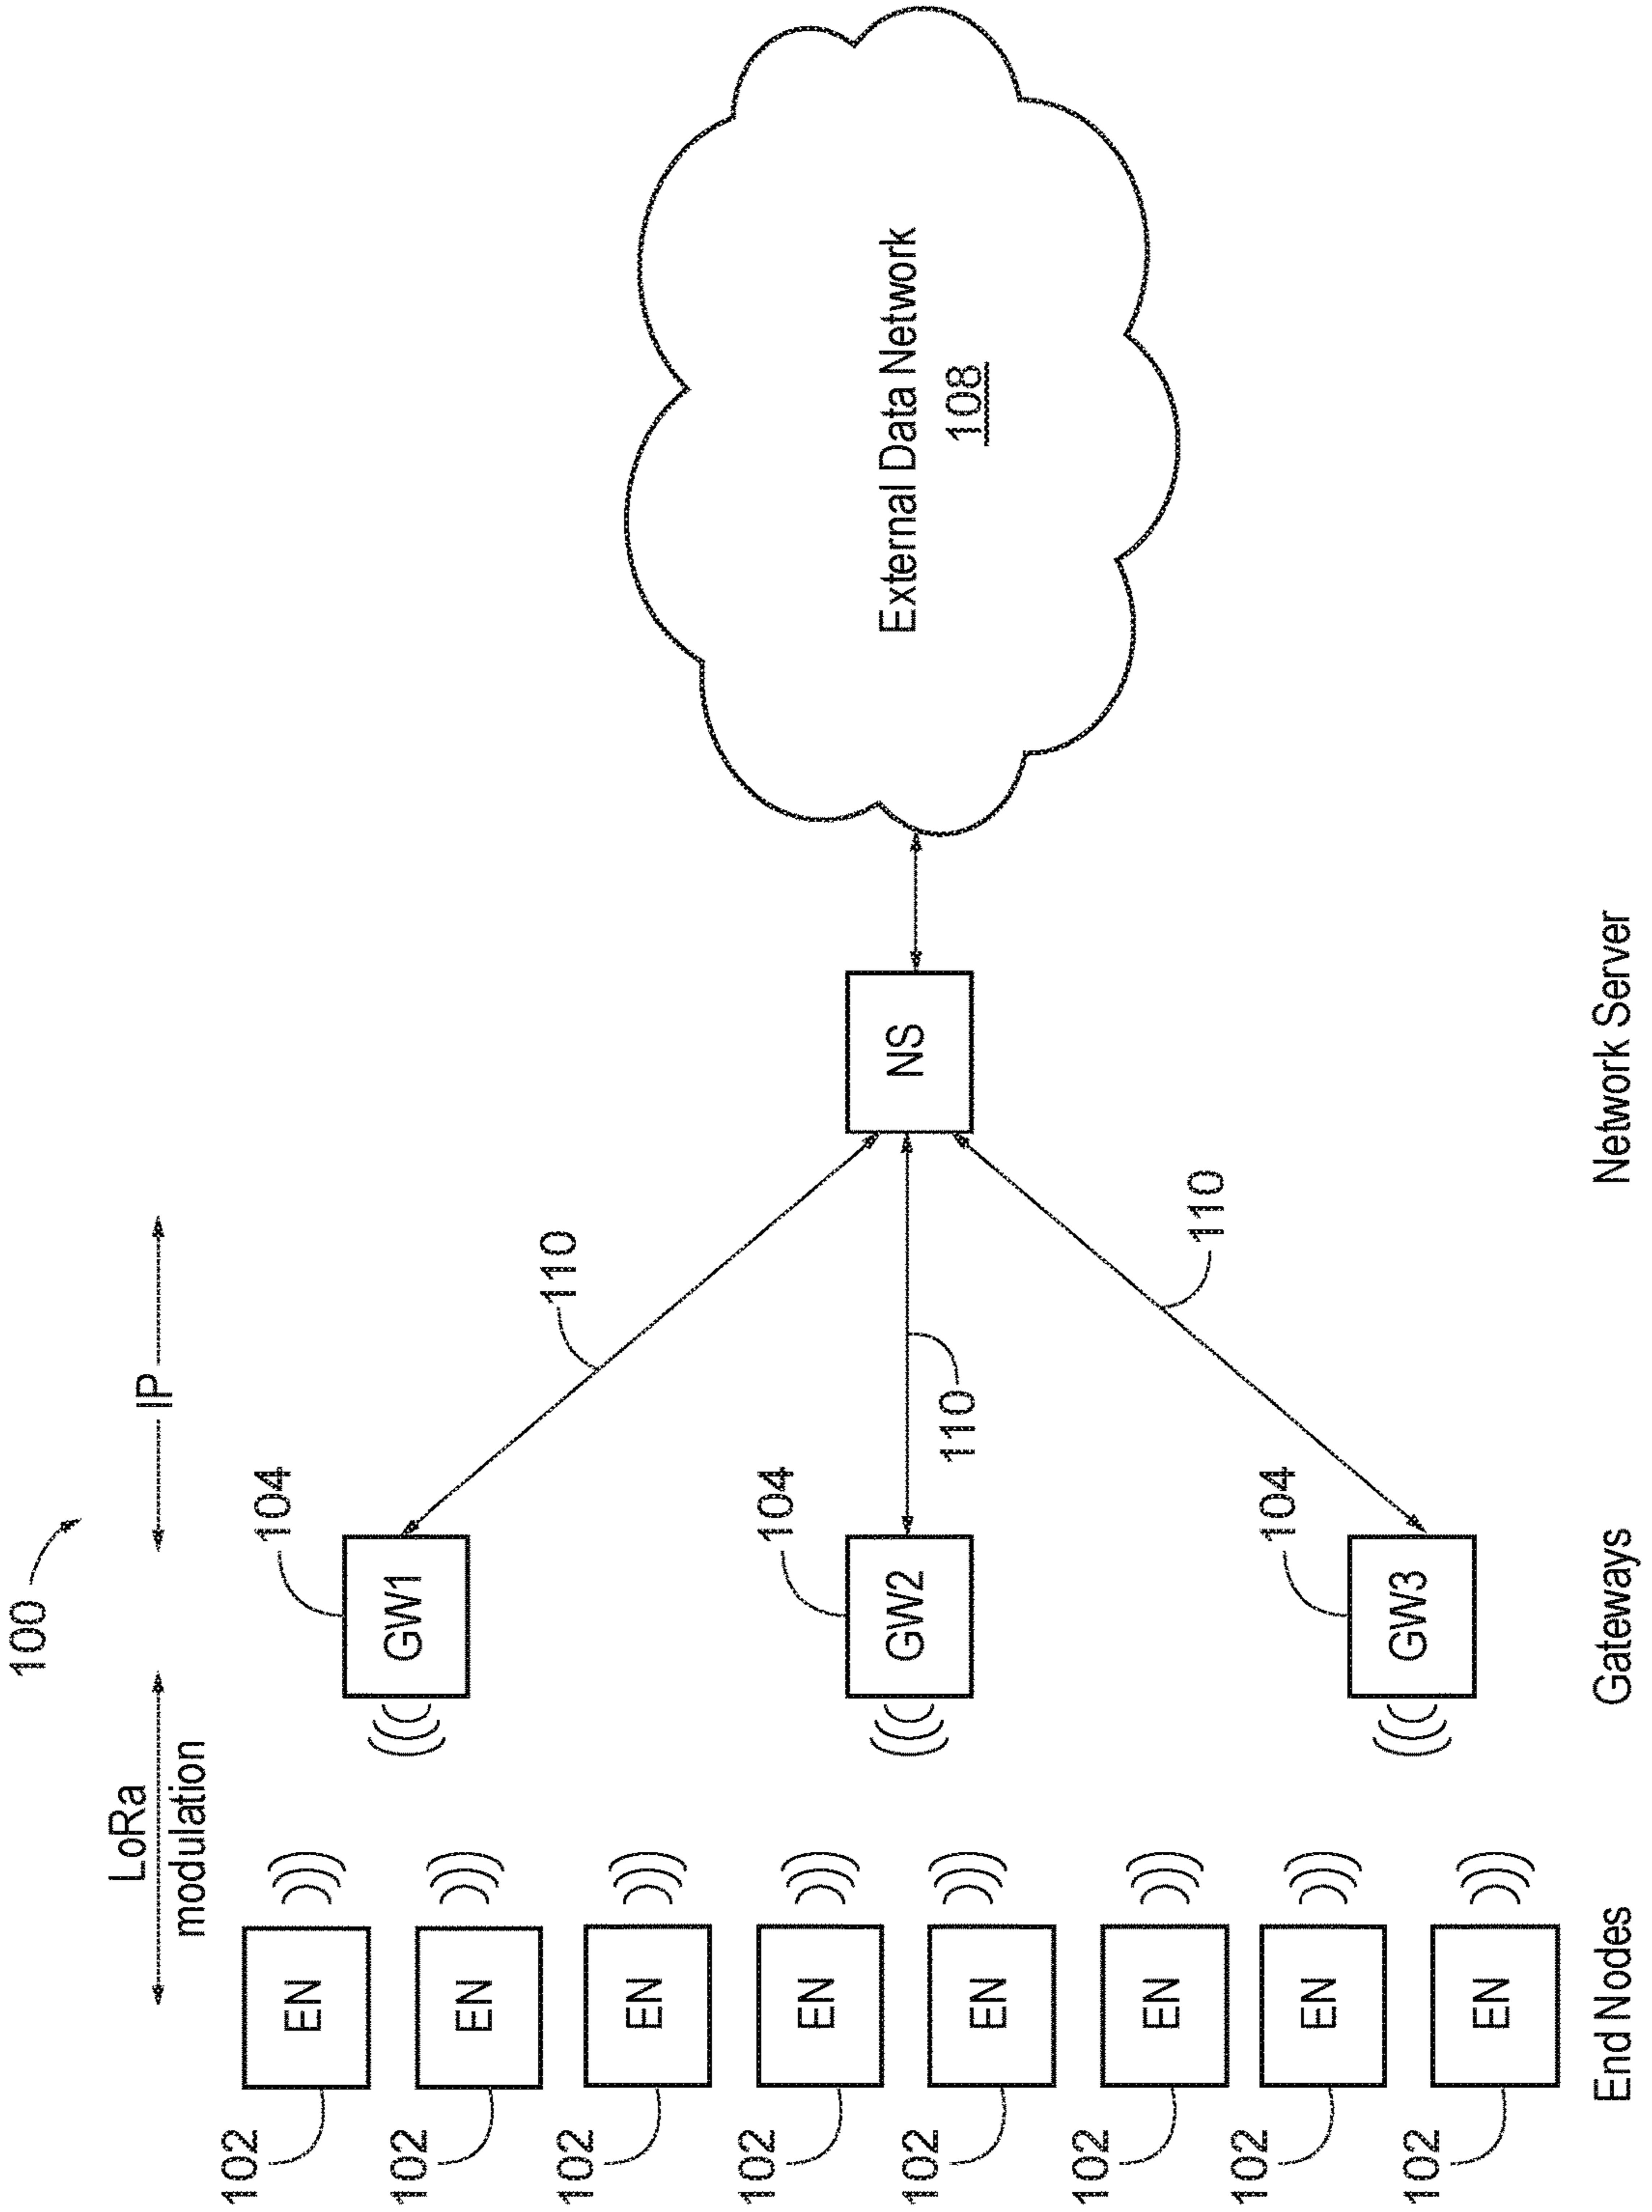 100
LoRa
modulation
IP
102
EN
102
EN
102
EN
102
EN
102
EN
102
EN
102
EN
102
EN
104
GW1
104
GW2
104
GW3
110
110
110
NS
External Data Network
108
End Nodes
Gateways
Network Server